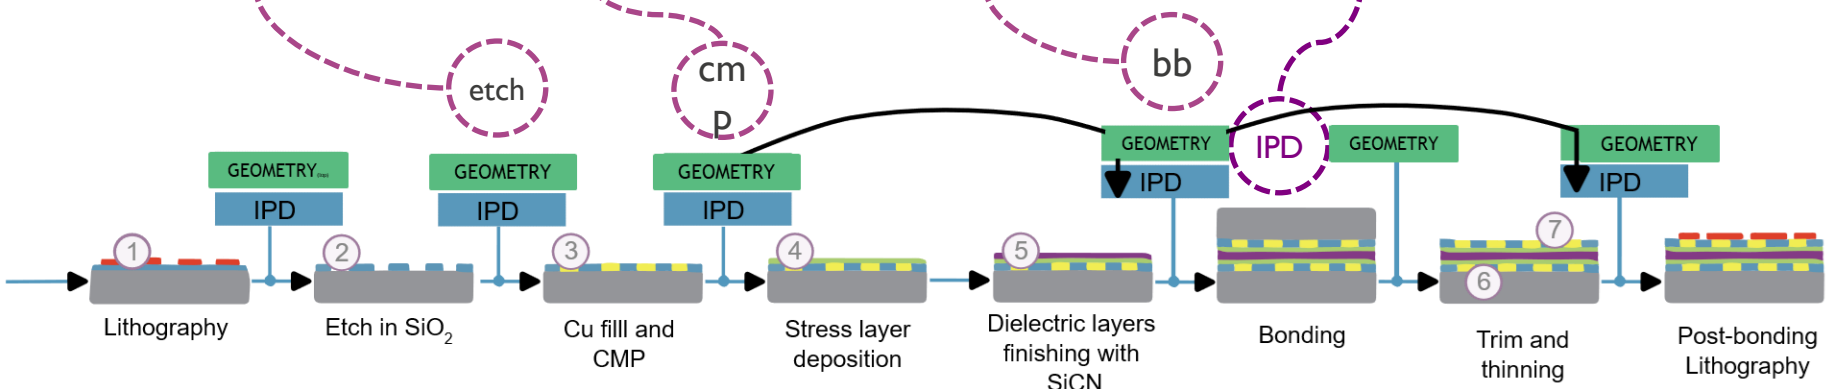 etch
cm
p
bb
IPD
GEOMETRY
IPD
GEOMETRY
IPD
GEOMETRY
IPD
GEOMETRY
IPD
GEOMETRY
GEOMETRY
IPD
1
2
3
4
5
6
7
Lithography
Etch in SiO₂
Cu filll and
CMP
Stress layer
deposition
Dielectric layers
finishing with
SiCN
Bonding
Trim and
thinning
Post-bonding
Lithography